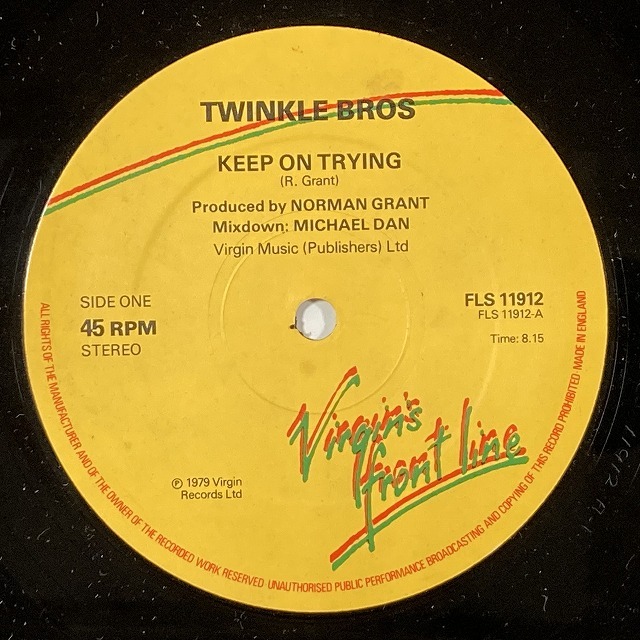 TWINKLE BROS
KEEP ON TRYING
(R. Grant)
Produced by NORMAN GRANT
Mixdown: MICHAEL DAN
Virgin Music (Publishers) Ltd
SIDE ONE
45 RPM
STEREO
FLS 11912
FLS 11912-A
Time: 8.15
Virgin's
front line
℗ 1979 Virgin
Records Ltd
ALL RIGHTS OF THE MANUFACTURER AND OF THE OWNER OF THE RECORDED WORK RESERVED UNAUTHORISED PUBLIC PERFORMANCE BROADCASTING AND COPYING OF THIS RECORD PROHIBITED · MADE IN ENGLAND